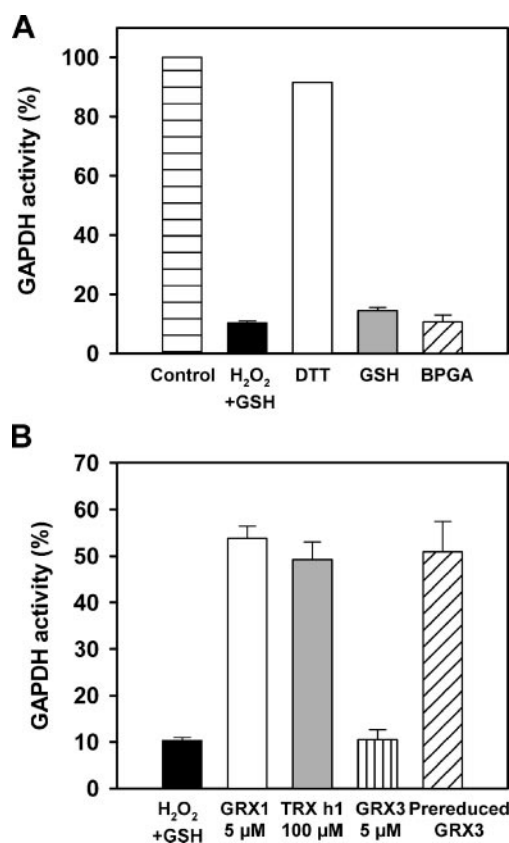 A
GAPDH activity (%)
100
80
60
40
20
0
Control H₂O₂ DTT GSH BPGA
+GSH
B
GAPDH activity (%)
70
60
50
40
30
20
10
0
H₂O₂ GRX1 TRX h1 GRX3 Prereduced
+GSH 5 µM 100 µM 5 µM GRX3